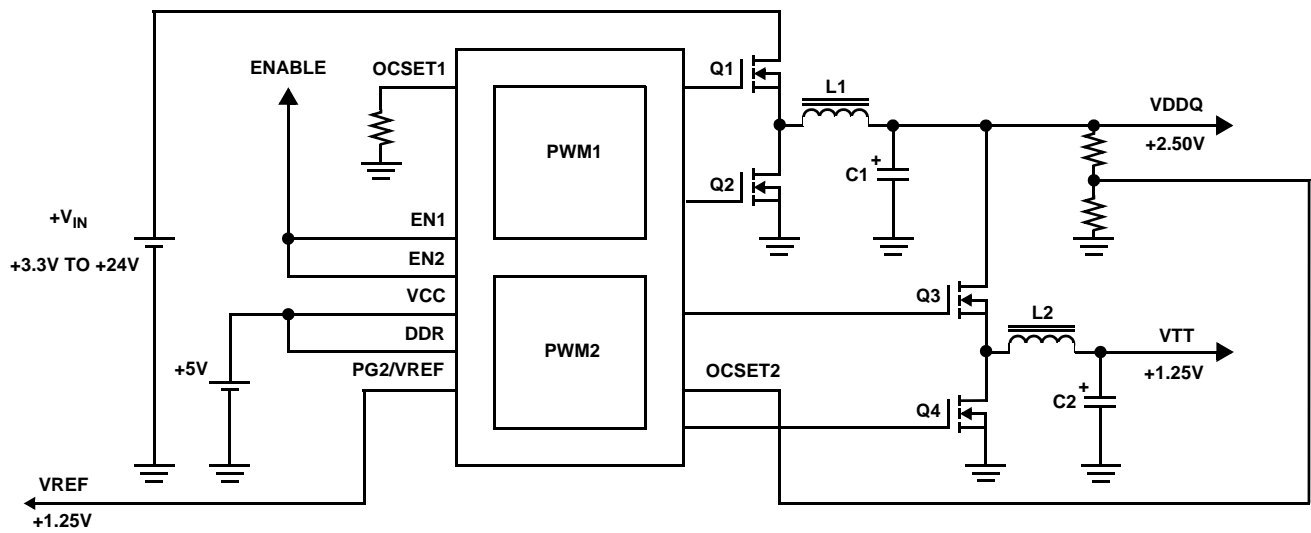 ENABLE
OCSET1
Q1
L1
VDDQ
+2.50V
PWM1
Q2
C1
+
+VIN
+3.3V TO +24V
EN1
EN2
VCC
DDR
PG2/VREF
+5V
PWM2
OCSET2
Q3
L2
VTT
+1.25V
Q4
C2
+
VREF
+1.25V